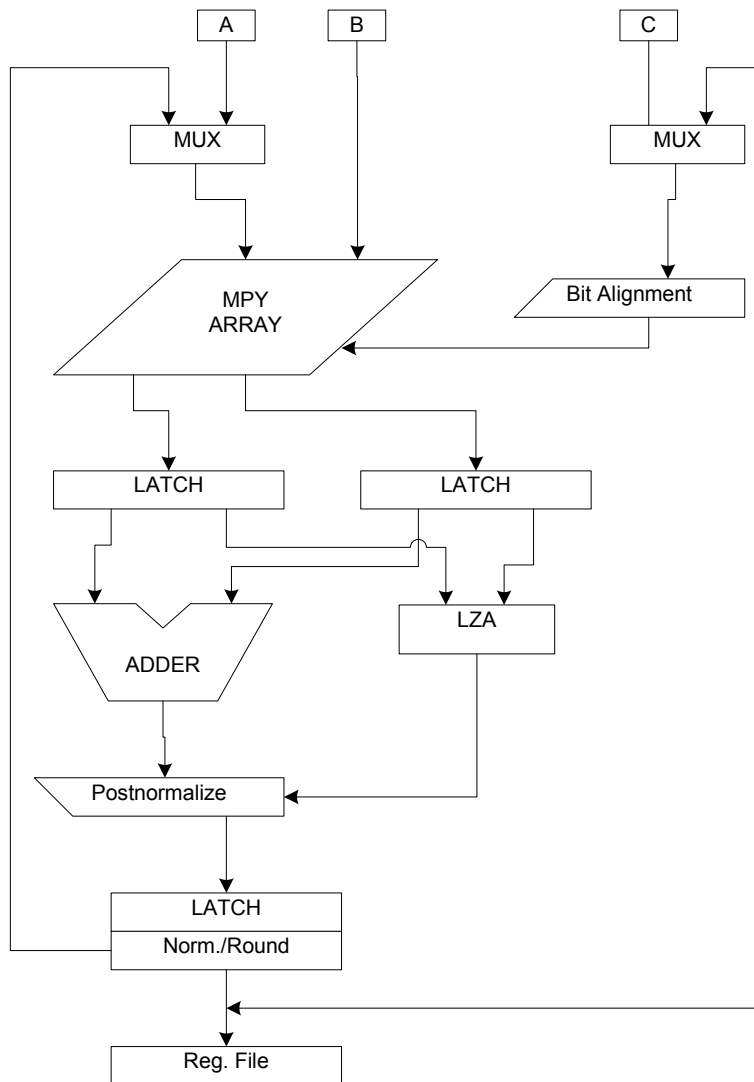 A
B
C
MUX
MUX
MPY
ARRAY
Bit Alignment
LATCH
LATCH
ADDER
LZA
Postnormalize
LATCH
Norm./Round
Reg. File